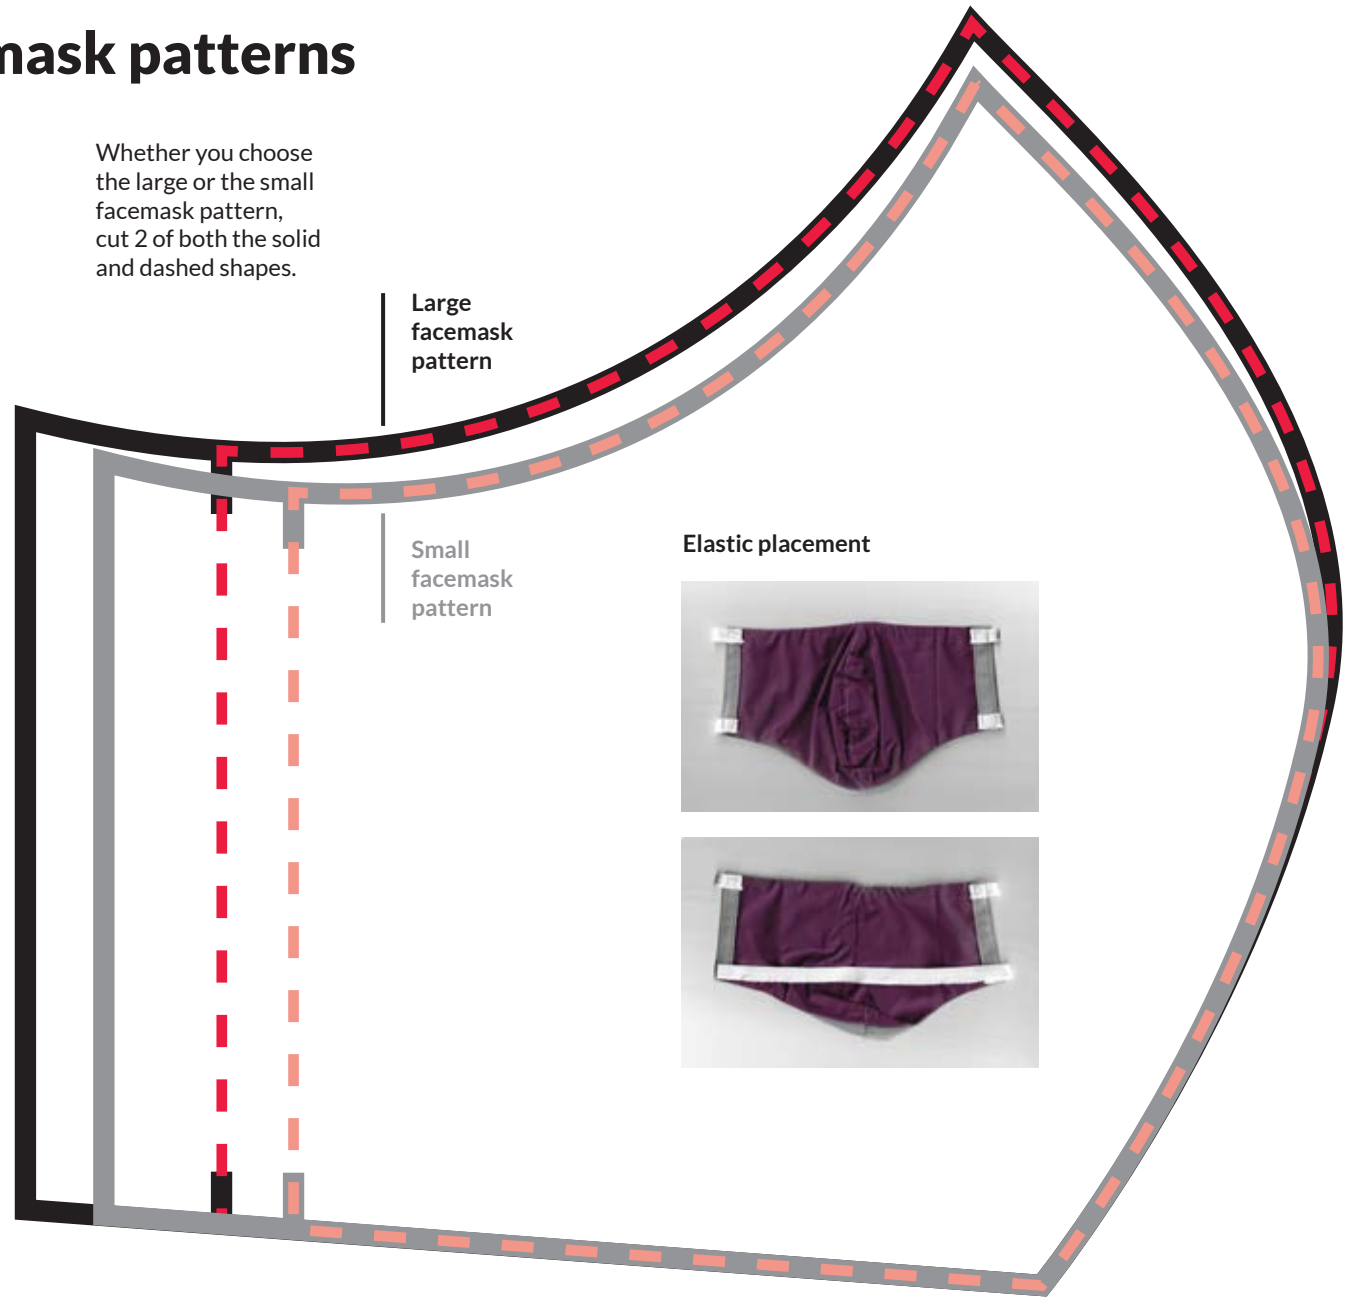 mask patterns
Whether you choose
the large or the small
facemask pattern,
cut 2 of both the solid
and dashed shapes.
Large
facemask
pattern
Small
facemask
pattern
Elastic placement